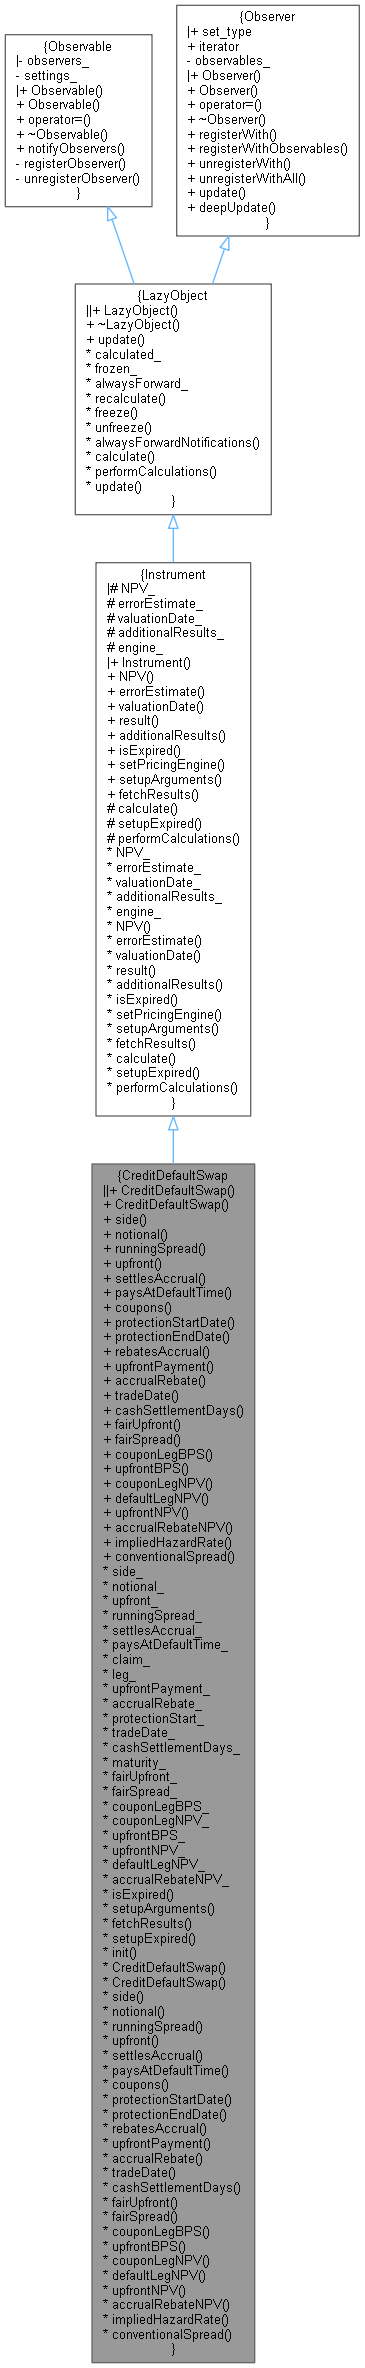 {Observable
|- observers_
- settings_
|+ Observable()
+ Observable()
+ operator=()
+ ~Observable()
+ notifyObservers()
- registerObserver()
- unregisterObserver()
}
{Observer
|+ set_type
+ iterator
- observables_
|+ Observer()
+ Observer()
+ operator=()
+ ~Observer()
+ registerWith()
+ registerWithObservables()
+ unregisterWith()
+ unregisterWithAll()
+ update()
+ deepUpdate()
}
{LazyObject
||+ LazyObject()
+ ~LazyObject()
+ update()
* calculated_
* frozen_
* alwaysForward_
* recalculate()
* freeze()
* unfreeze()
* alwaysForwardNotifications()
* calculate()
* performCalculations()
* update()
}
{Instrument
|# NPV_
# errorEstimate_
# valuationDate_
# additionalResults_
# engine_
|+ Instrument()
+ NPV()
+ errorEstimate()
+ valuationDate()
+ result()
+ additionalResults()
+ isExpired()
+ setPricingEngine()
+ setupArguments()
+ fetchResults()
# calculate()
# setupExpired()
# performCalculations()
* NPV_
* errorEstimate_
* valuationDate_
* additionalResults_
* engine_
* NPV()
* errorEstimate()
* valuationDate()
* result()
* additionalResults()
* isExpired()
* setPricingEngine()
* setupArguments()
* fetchResults()
* calculate()
* setupExpired()
* performCalculations()
}
{CreditDefaultSwap
||+ CreditDefaultSwap()
+ CreditDefaultSwap()
+ side()
+ notional()
+ runningSpread()
+ upfront()
+ settlesAccrual()
+ paysAtDefaultTime()
+ coupons()
+ protectionStartDate()
+ protectionEndDate()
+ rebatesAccrual()
+ upfrontPayment()
+ accrualRebate()
+ tradeDate()
+ cashSettlementDays()
+ fairUpfront()
+ fairSpread()
+ couponLegBPS()
+ upfrontBPS()
+ couponLegNPV()
+ defaultLegNPV()
+ upfrontNPV()
+ accrualRebateNPV()
+ impliedHazardRate()
+ conventionalSpread()
* side_
* notional_
* upfront_
* runningSpread_
* settlesAccrual_
* paysAtDefaultTime_
* claim_
* leg_
* upfrontPayment_
* accrualRebate_
* protectionStart_
* tradeDate_
* cashSettlementDays_
* maturity_
* fairUpfront_
* fairSpread_
* couponLegBPS_
* couponLegNPV_
* upfrontBPS_
* upfrontNPV_
* defaultLegNPV_
* accrualRebateNPV_
* isExpired()
* setupArguments()
* fetchResults()
* setupExpired()
* init()
* CreditDefaultSwap()
* CreditDefaultSwap()
* side()
* notional()
* runningSpread()
* upfront()
* settlesAccrual()
* paysAtDefaultTime()
* coupons()
* protectionStartDate()
* protectionEndDate()
* rebatesAccrual()
* upfrontPayment()
* accrualRebate()
* tradeDate()
* cashSettlementDays()
* fairUpfront()
* fairSpread()
* couponLegBPS()
* upfrontBPS()
* couponLegNPV()
* defaultLegNPV()
* upfrontNPV()
* accrualRebateNPV()
* impliedHazardRate()
* conventionalSpread()
}